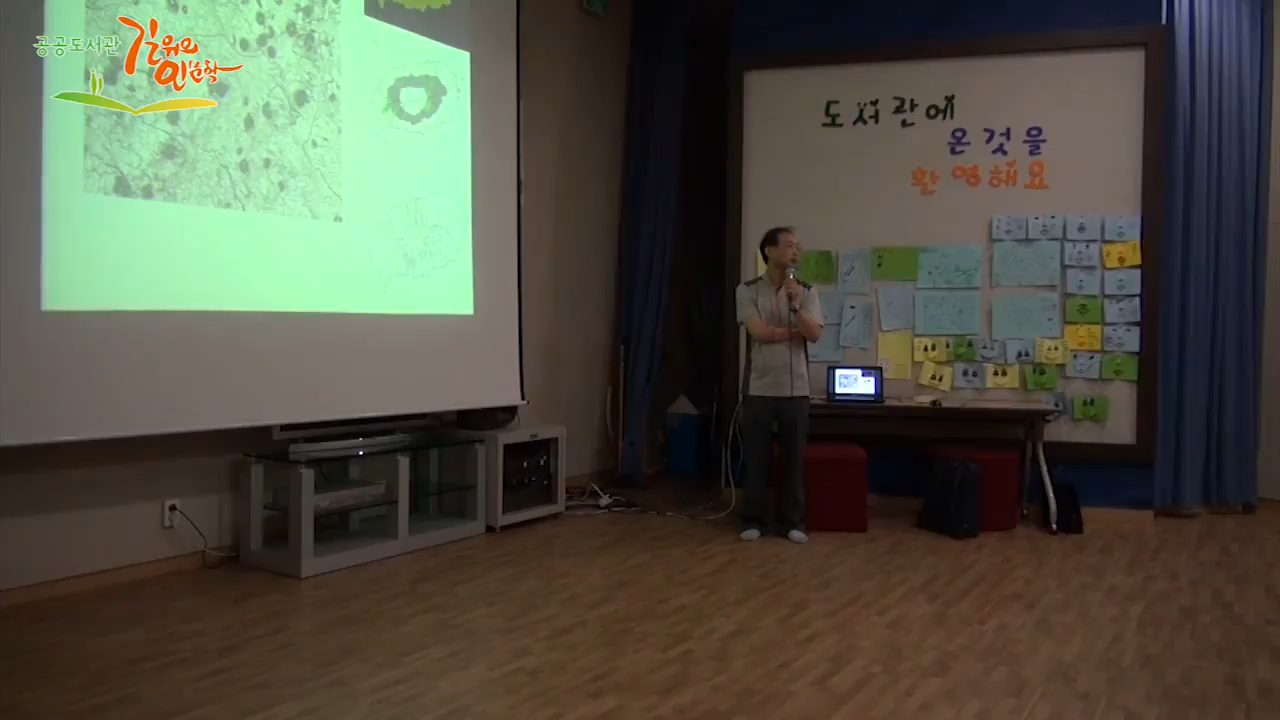 공공도서관
길 위의
인문학
도서관에
온 것을
환영해요